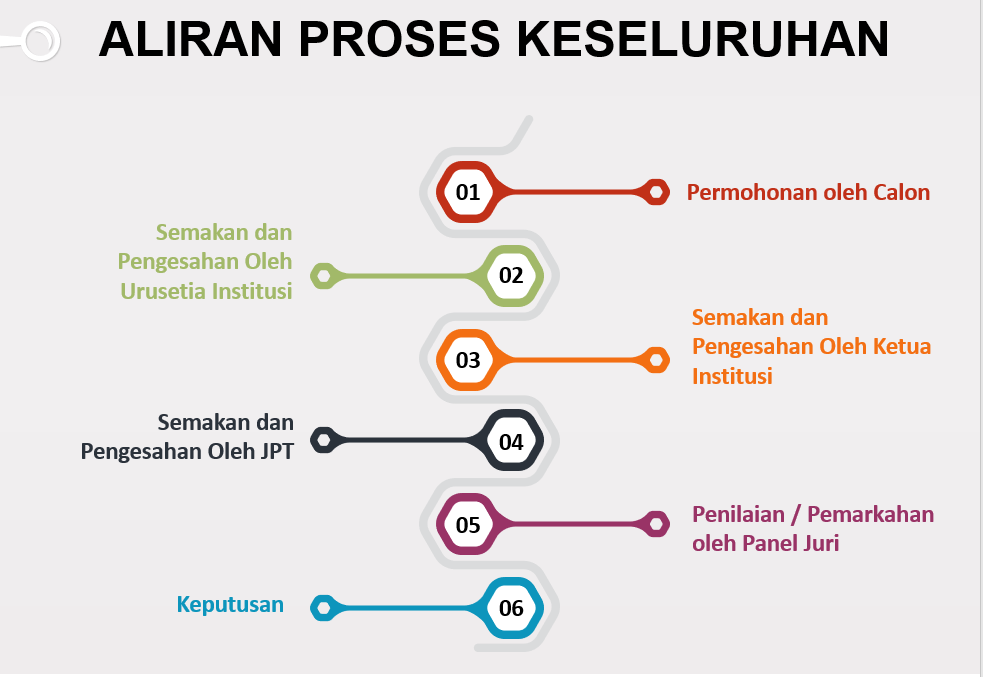 ALIRAN PROSES KESELURUHAN
01
Permohonan oleh Calon
Semakan dan
Pengesahan Oleh
Urusetia Institusi
02
03
Semakan dan
Pengesahan Oleh Ketua
Institusi
Semakan dan
Pengesahan Oleh JPT
04
05
Penilaian / Pemarkahan
oleh Panel Juri
Keputusan
06